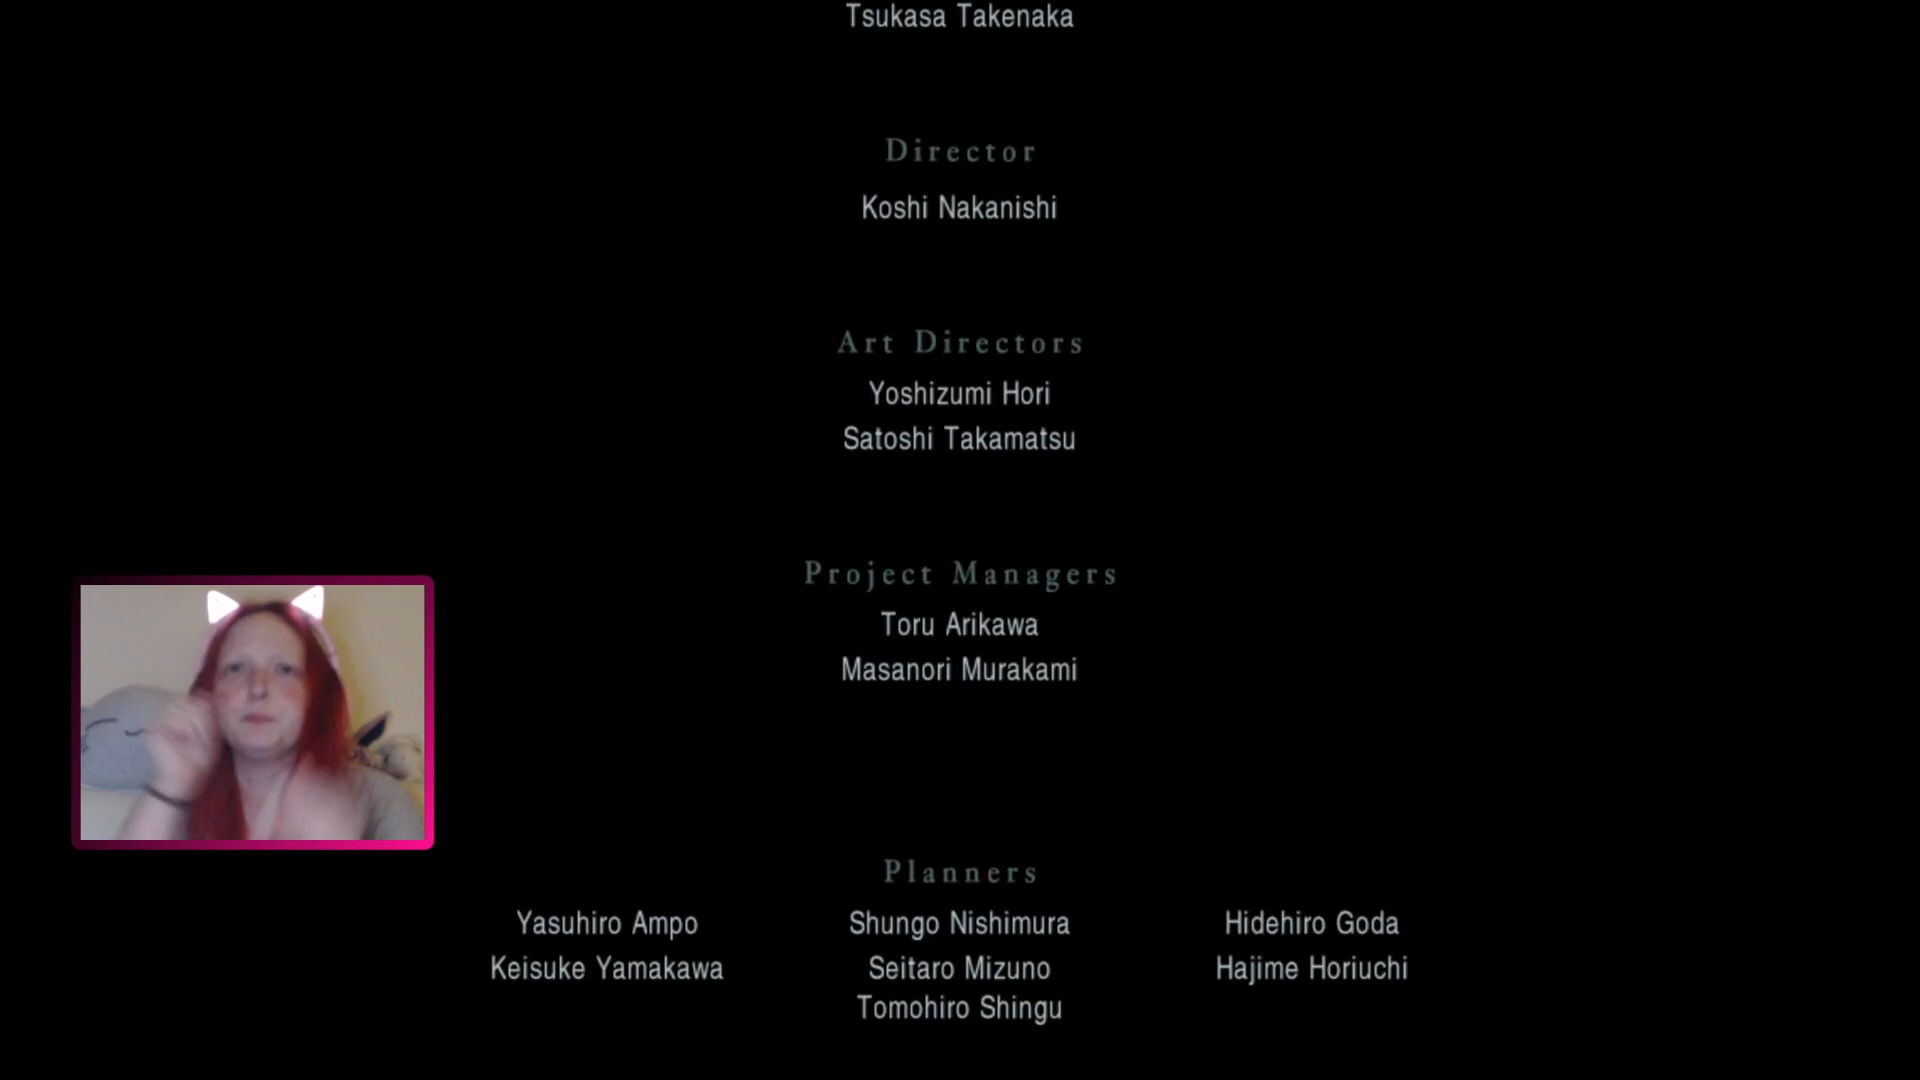 Tsukasa Takenaka
Director
Koshi Nakanishi
Art Directors
Yoshizumi Hori
Satoshi Takamatsu
Project Managers
Toru Arikawa
Masanori Murakami
Planners
Yasuhiro Ampo Shungo Nishimura Hidehiro Goda
Keisuke Yamakawa Seitaro Mizuno Hajime Horiuchi
Tomohiro Shingu